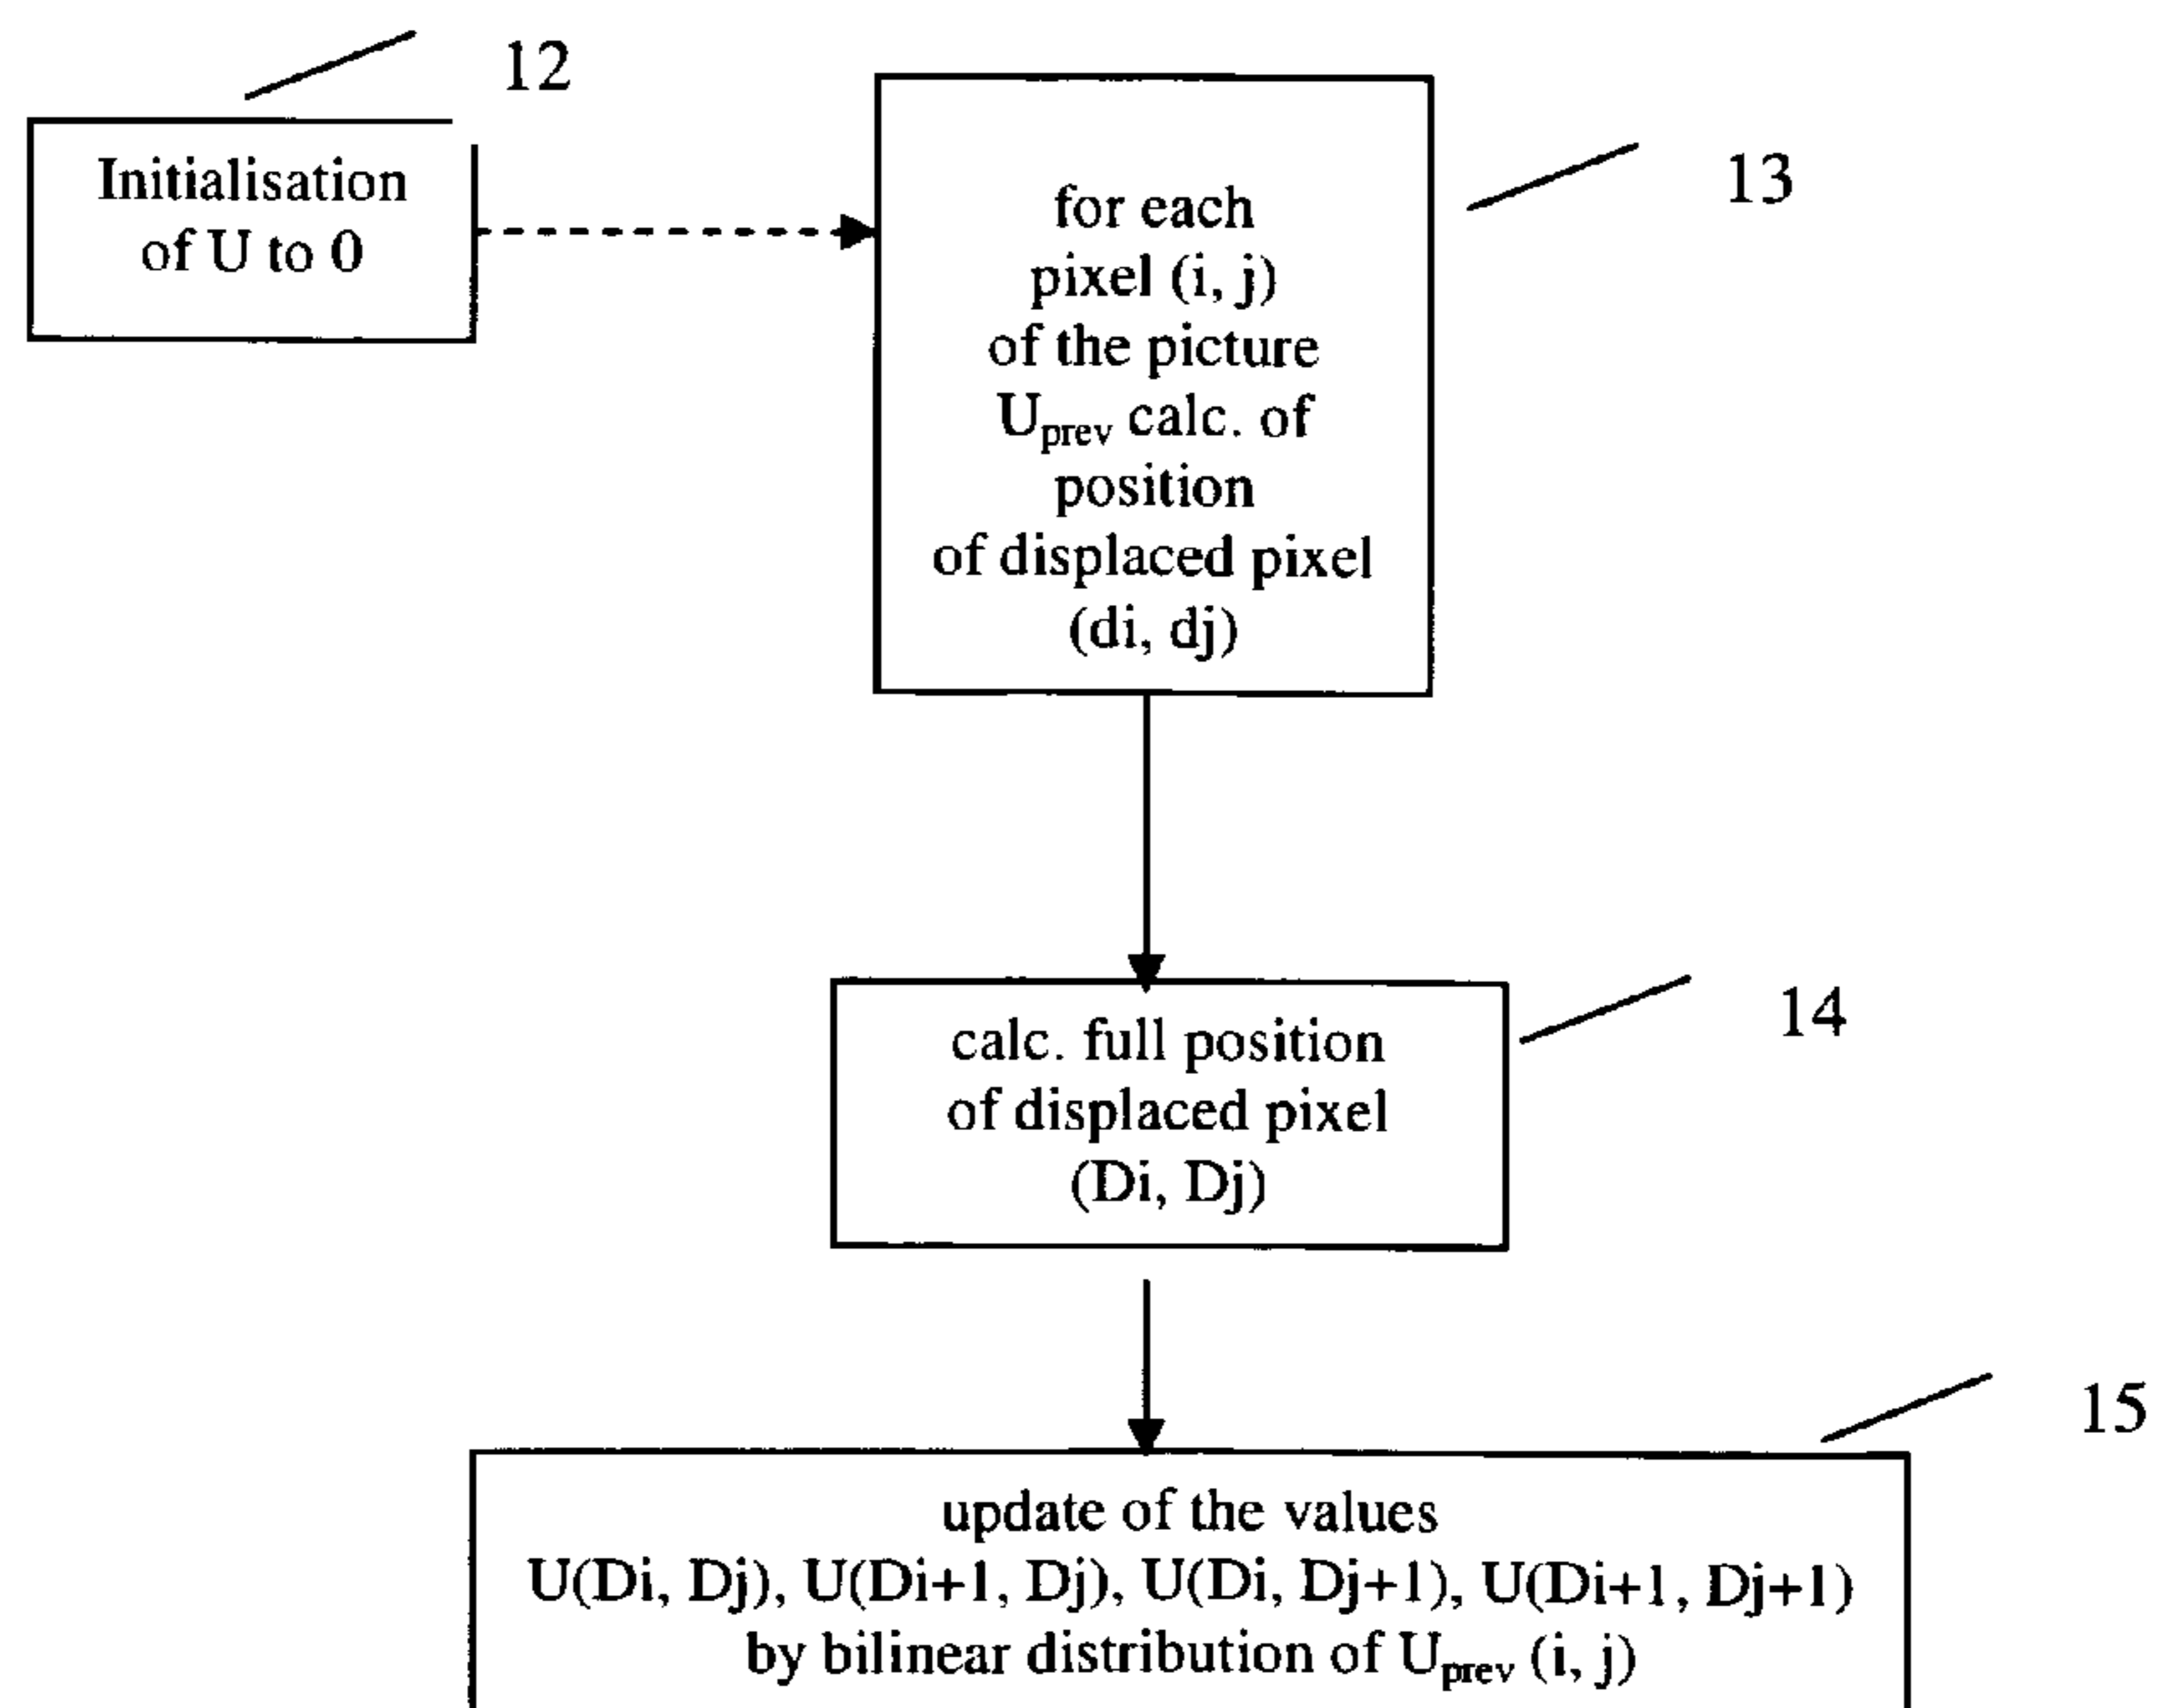 12
Initialisation
of U to 0
13
for each
pixel (i, j)
of the picture
Uprev calc. of
position
of displaced pixel
(di, dj)
14
calc. full position
of displaced pixel
(Di, Dj)
15
update of the values
U(Di, Dj), U(Di+1, Dj), U(Di, Dj+1), U(Di+1, Dj+1)
by bilinear distribution of Uprev (i, j)